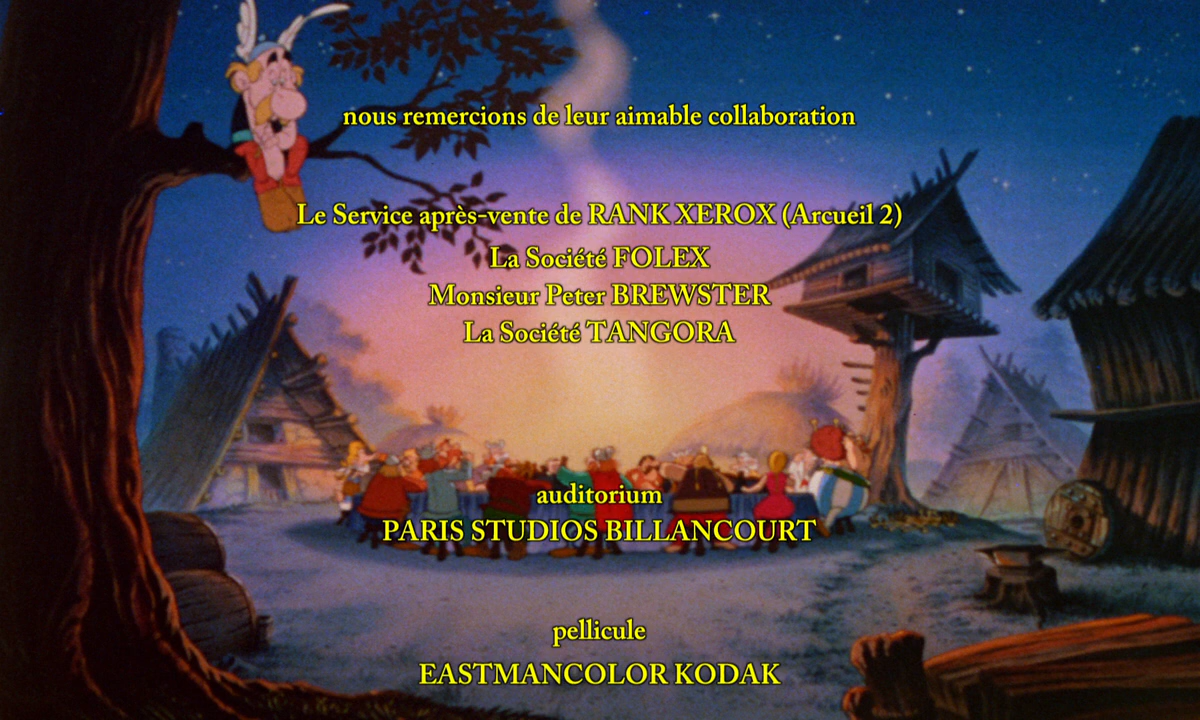 nous remercions de leur aimable collaboration
Le Service après-vente de RANK XEROX (Arcueil 2)
La Société FOLEX
Monsieur Peter BREWSTER
La Société TANGORA
auditorium
PARIS STUDIOS BILLANCOURT
pellicule
EASTMANCOLOR KODAK